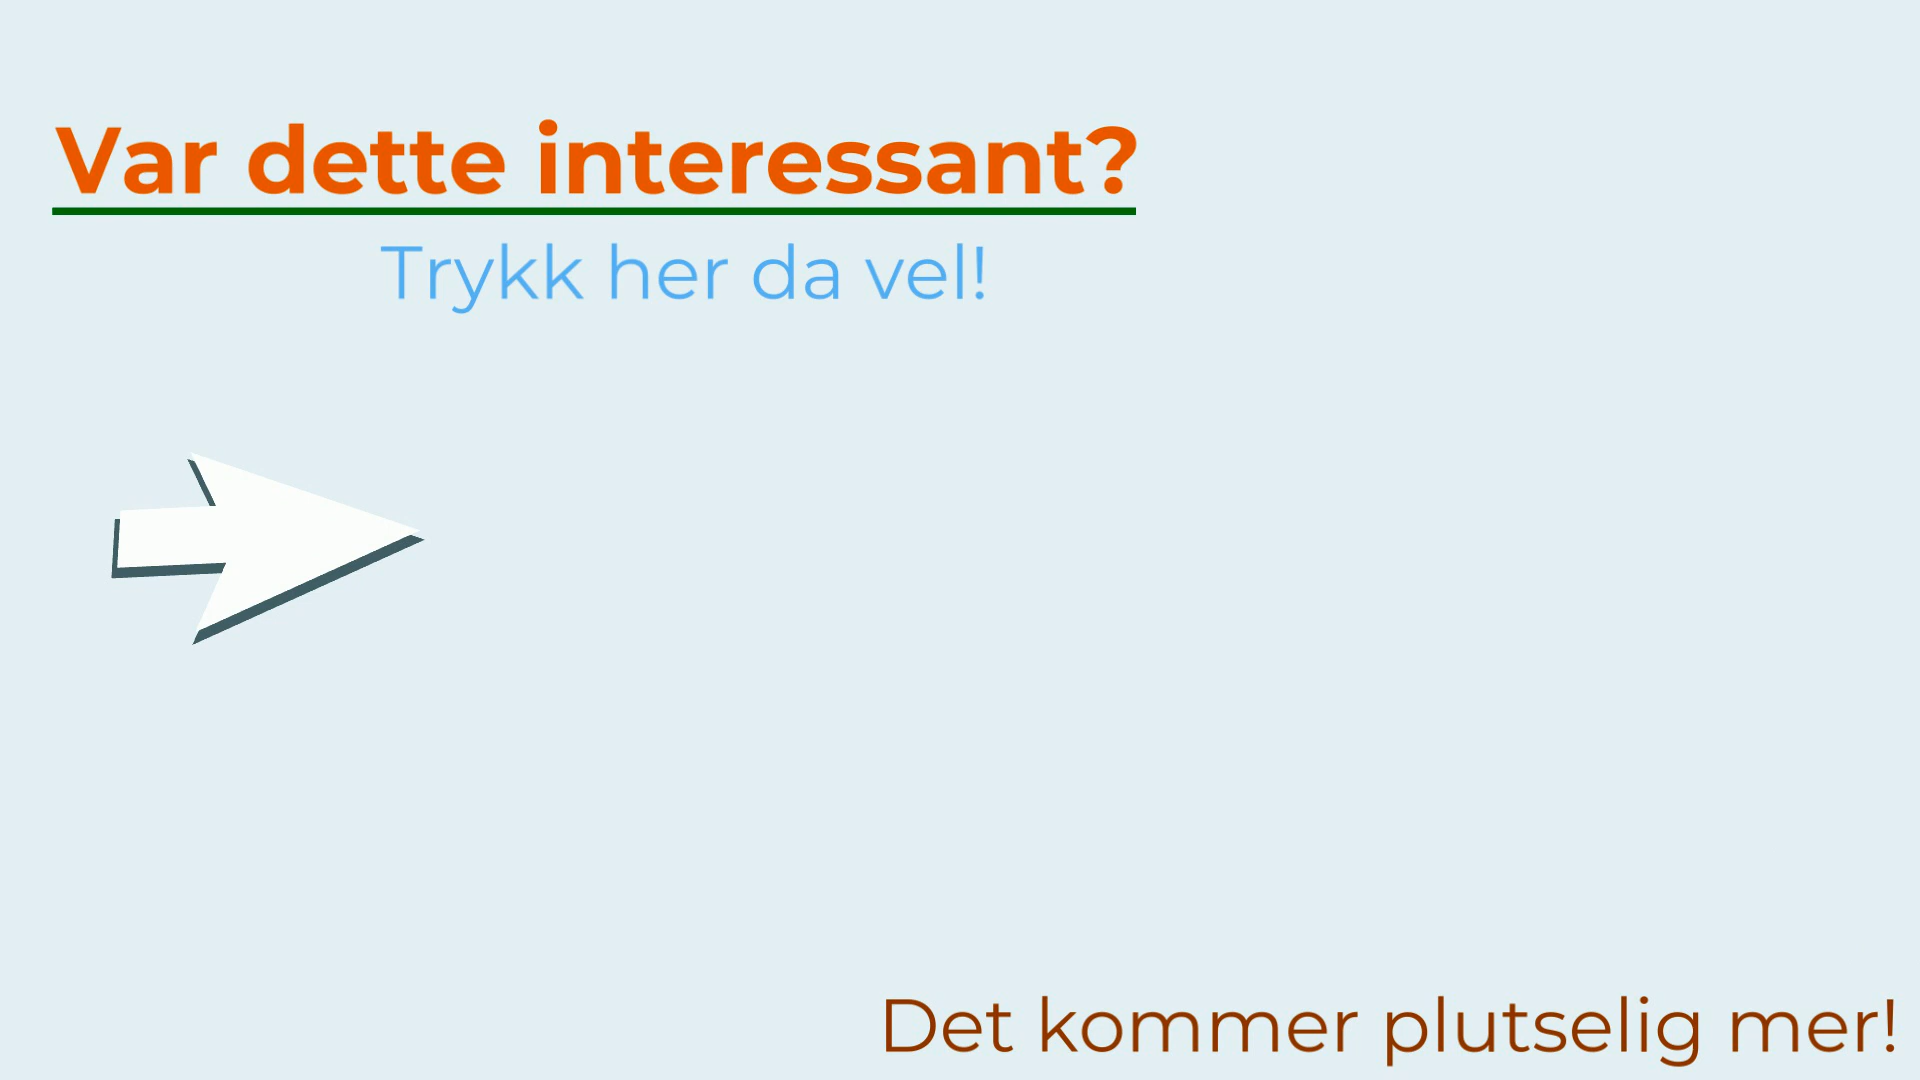 Var dette interessant?
Trykk her da vel!
Det kommer plutselig mer!